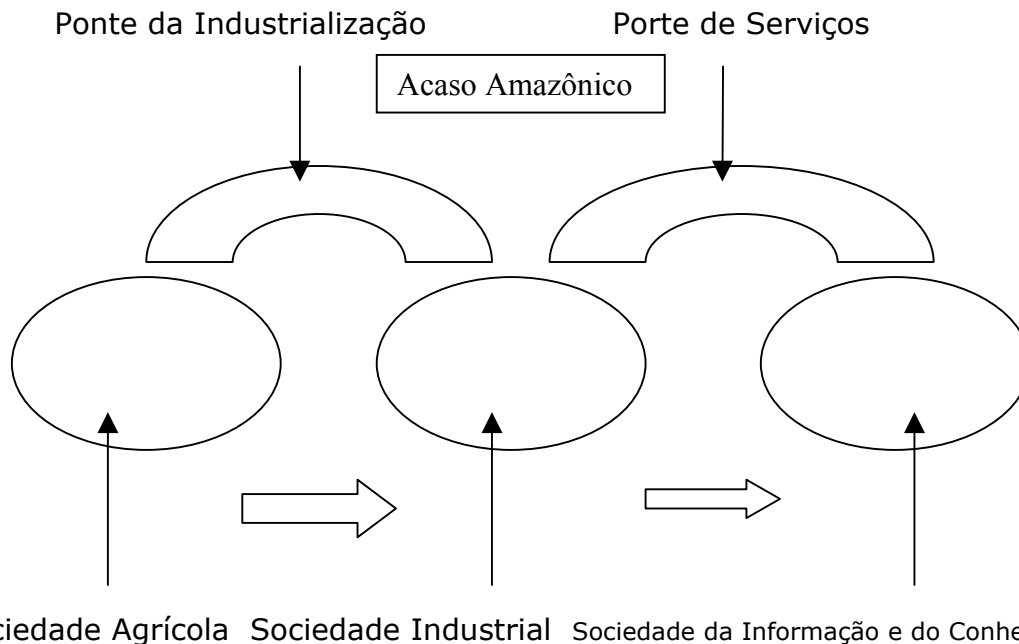 Ponte da Industrialização Porte de Serviços
Acaso Amazônico
ciedade Agrícola Sociedade Industrial Sociedade da Informação e do Conhe